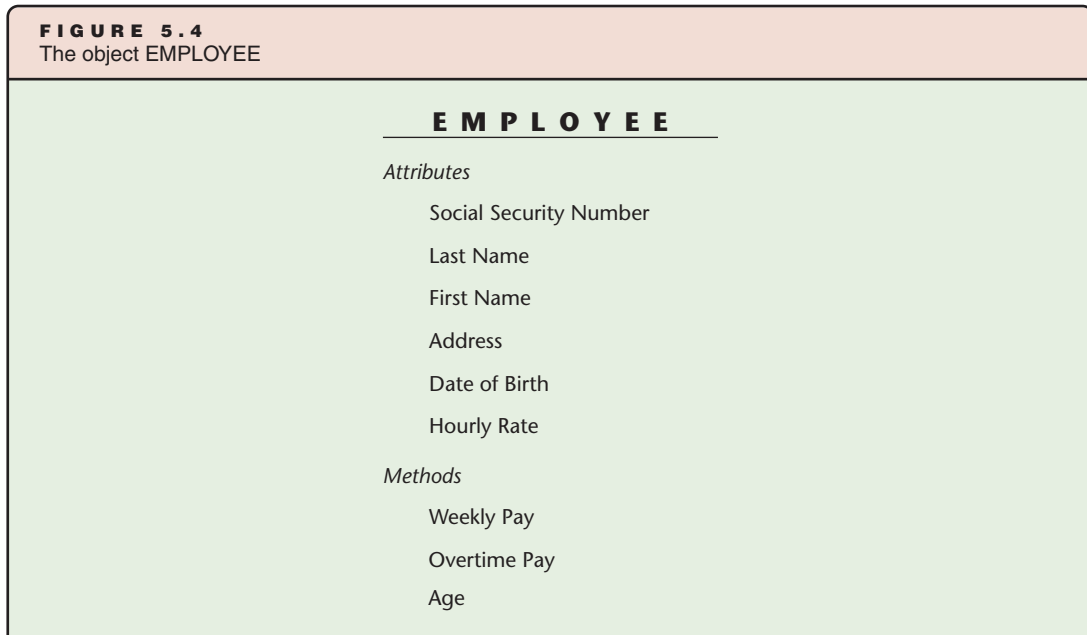 FIGURE 5.4
The object EMPLOYEE
EMPLOYEE
Attributes
Social Security Number
Last Name
First Name
Address
Date of Birth
Hourly Rate
Methods
Weekly Pay
Overtime Pay
Age